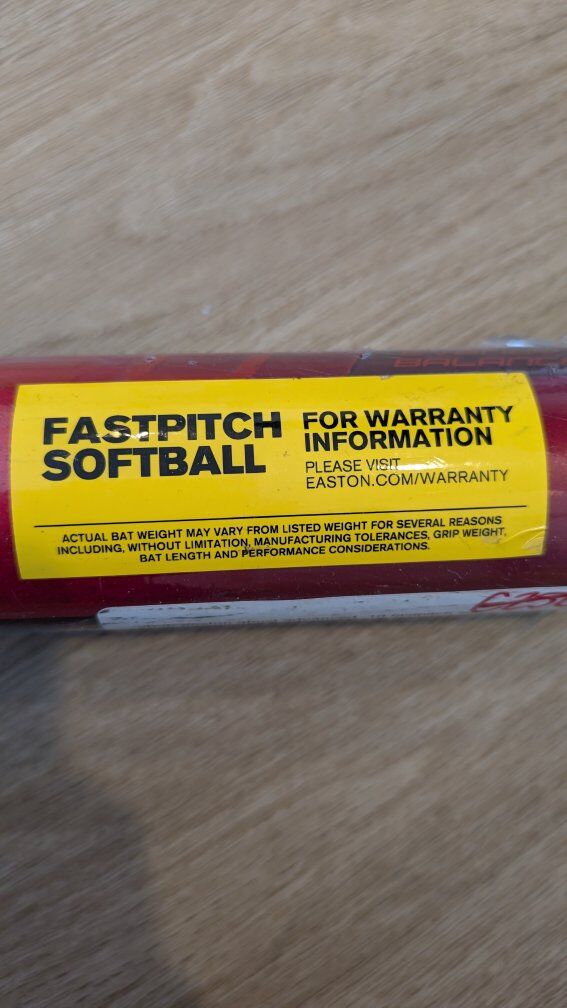 FASTPITCH
SOFTBALL
FOR WARRANTY
INFORMATION
PLEASE VISIT
EASTON.COM/WARRANTY
ACTUAL BAT WEIGHT MAY VARY FROM LISTED WEIGHT FOR SEVERAL REASONS
INCLUDING, WITHOUT LIMITATION, MANUFACTURING TOLERANCES, GRIP WEIGHT,
BAT LENGTH AND PERFORMANCE CONSIDERATIONS.